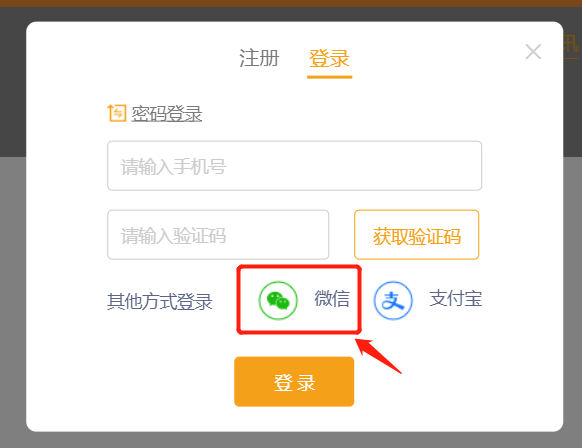 注册 登录
讯
密码登录
请输入手机号
请输入验证码 获取验证码
其他方式登录 微信 支付宝
登录